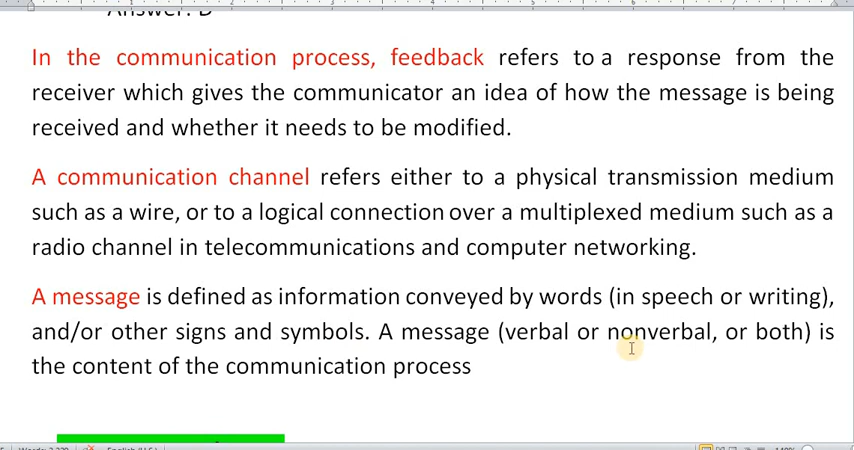 Answer: D
In the communication process, feedback refers to a response from the
receiver which gives the communicator an idea of how the message is being
received and whether it needs to be modified.
A communication channel refers either to a physical transmission medium
such as a wire, or to a logical connection over a multiplexed medium such as a
radio channel in telecommunications and computer networking.
A message is defined as information conveyed by words (in speech or writing),
and/or other signs and symbols. A message (verbal or nonverbal, or both) is
the content of the communication process